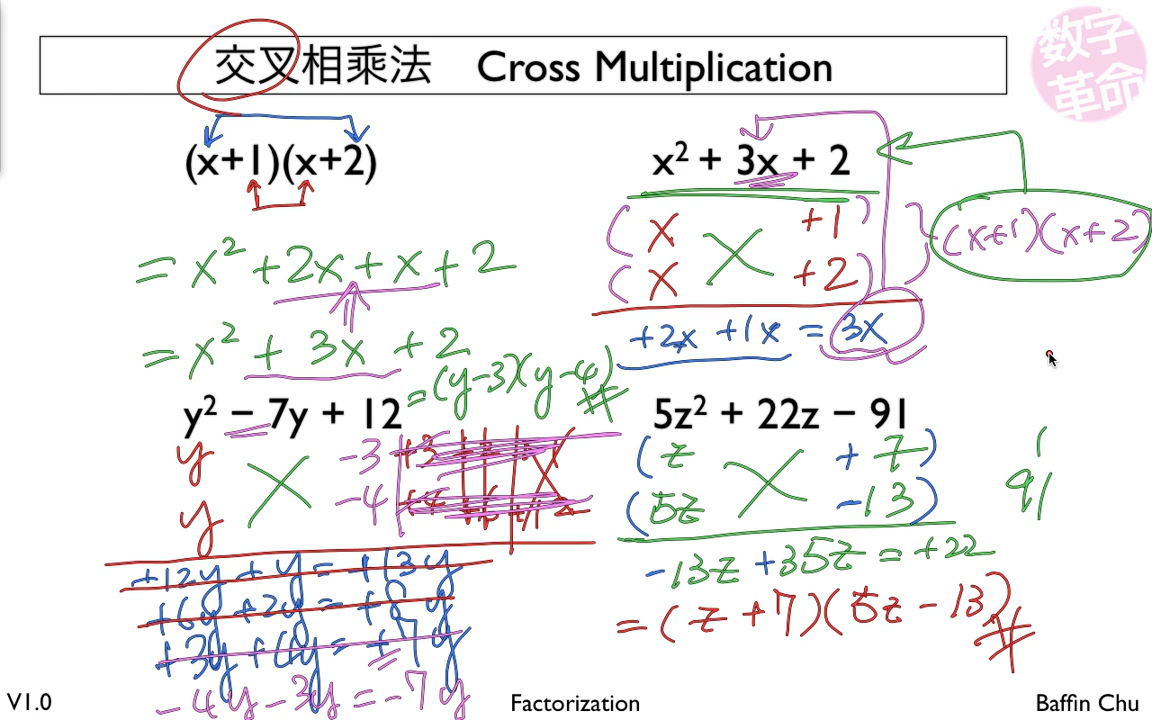 数字
革命
交叉相乘法 Cross Multiplication
(x+1)(x+2)
= x² + 2x + x + 2
= x² + 3x + 2
x² + 3x + 2
(x +1)
(x +2)
+2x +1x = 3x
(x+1)(x+2)
y² − 7y + 12
= (y-3)(y-4)
y -3 +3
y -4
+12y + y = +13y
+6y +2y = +8y
+3y +4y = +7y
-4y -3y = -7y
5z² + 22z − 91
(z +7)
(5z -13)
-13z +35z = +22
= (z+7)(5z-13)
1
91
V1.0 Factorization Baffin Chu